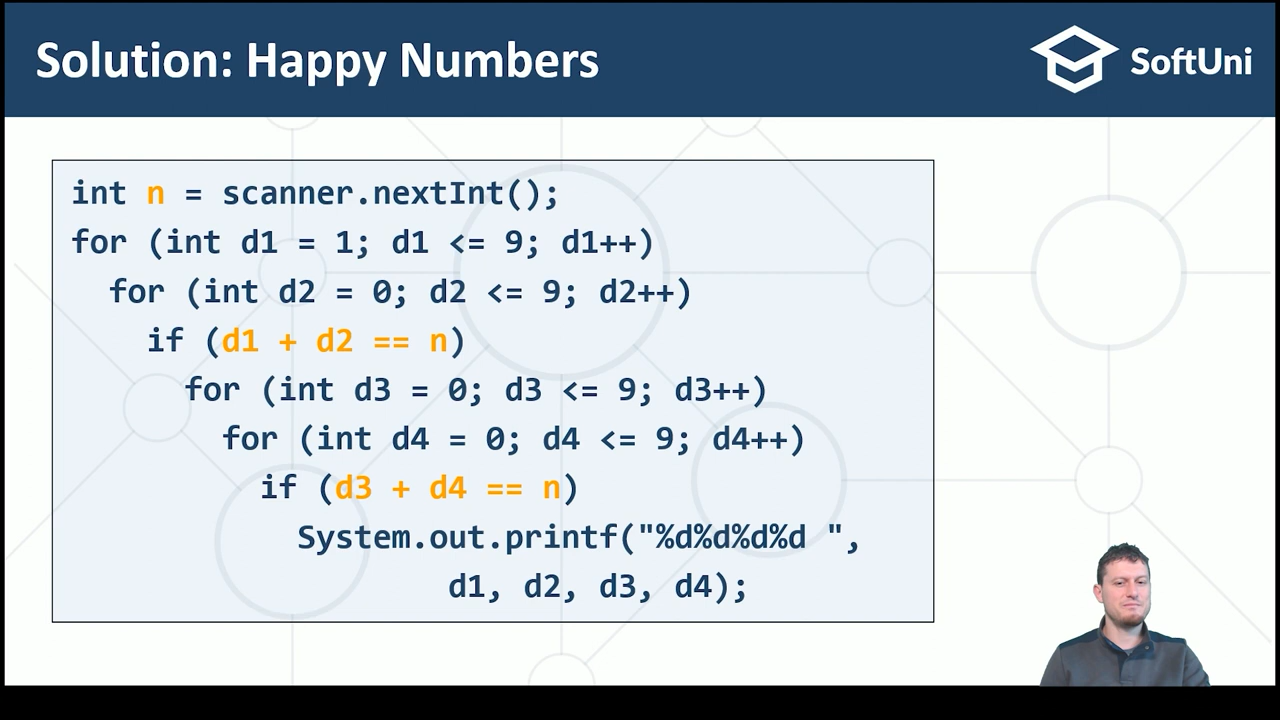 Solution: Happy Numbers
SoftUni
int n = scanner.nextInt();
for (int d1 = 1; d1 <= 9; d1++)
for (int d2 = 0; d2 <= 9; d2++)
if (d1 + d2 == n)
for (int d3 = 0; d3 <= 9; d3++)
for (int d4 = 0; d4 <= 9; d4++)
if (d3 + d4 == n)
System.out.printf("%d%d%d%d ",
d1, d2, d3, d4);